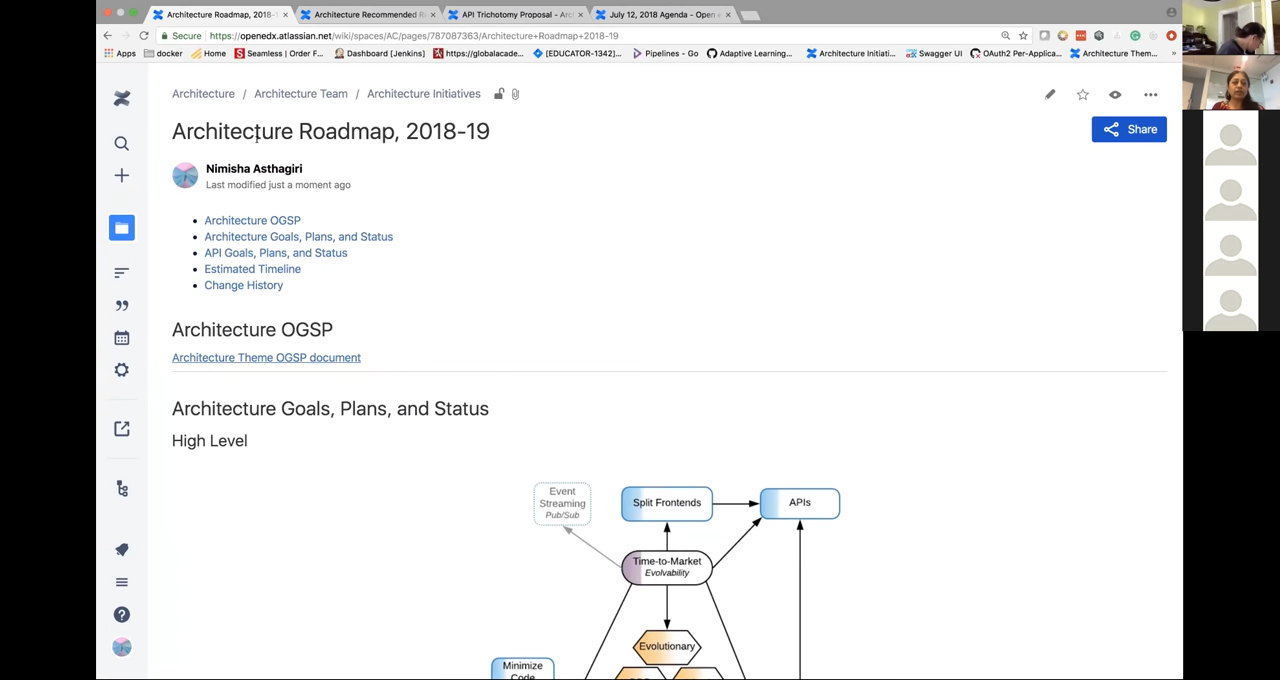 Architecture Roadmap, 2018-1
Architecture Recommended R
API Trichotomy Proposal - Arc
July 12, 2018 Agenda - Open
Secure
https://openedx.atlassian.net/wiki/spaces/AC/pages/787087363/Architecture+Roadmap+2018-19
Apps
docker
Home
Seamless | Order F...
Dashboard [Jenkins]
https://globalacade...
[EDUCATOR-1342]...
Pipelines - Go
Adaptive Learning...
Architecture Initiati...
Swagger UI
OAuth2 Per-Applica...
Architecture Them...
»
Architecture / Architecture Team / Architecture Initiatives
Architecture Roadmap, 2018-19
Share
Nimisha Asthagiri
Last modified just a moment ago
Architecture OGSP
Architecture Goals, Plans, and Status
API Goals, Plans, and Status
Estimated Timeline
Change History
Architecture OGSP
Architecture Theme OGSP document
Architecture Goals, Plans, and Status
High Level
Event
Streaming
Pub/Sub
Split Frontends
APIs
Time-to-Market
Evolvability
Evolutionary
Minimize
Code